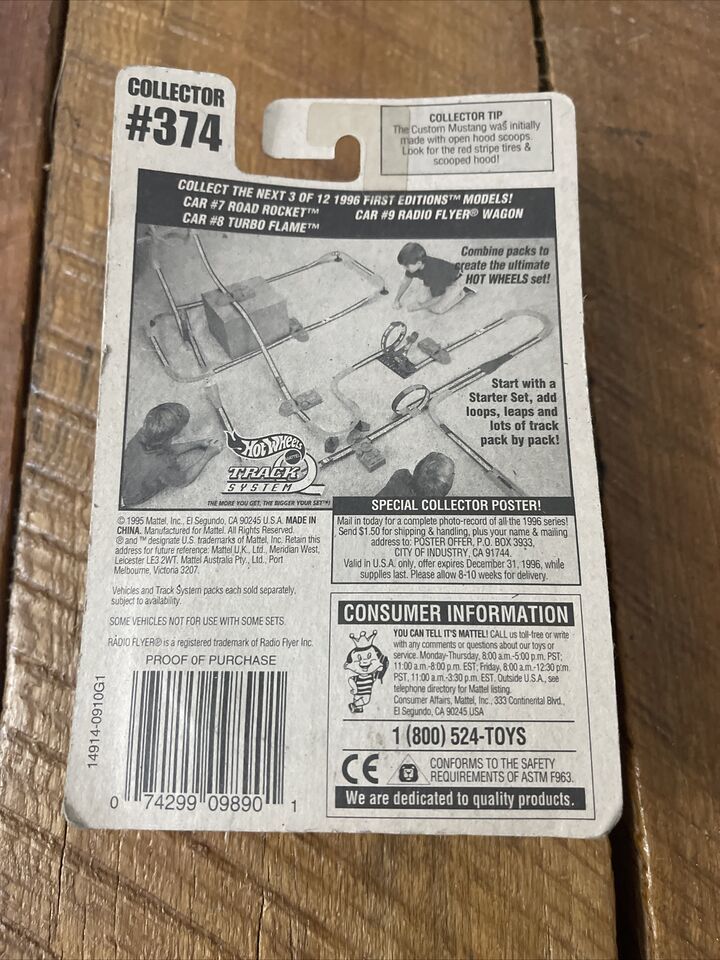 COLLECTOR
#374
COLLECTOR TIP
The Custom Mustang was initially
made with open hood scoops.
Look for the red stripe tires &
scooped hood!
COLLECT THE NEXT 3 OF 12 1996 FIRST EDITIONS™ MODELS!
CAR #7 ROAD ROCKET™
CAR #8 TURBO FLAME™
CAR #9 RADIO FLYER® WAGON
Combine packs to
create the ultimate
HOT WHEELS set!
Start with a
Starter Set, add
loops, leaps and
lots of track
pack by pack!
HOT WHEELS
MATTEL
TRACK
SYSTEM
THE MORE YOU GET, THE BIGGER YOUR SET™!
© 1995 Mattel, Inc., El Segundo, CA 90245 U.S.A. MADE IN
CHINA. Manufactured for Mattel. All Rights Reserved.
® and ™ designate U.S. trademarks of Mattel, Inc. Retain this
address for future reference: Mattel U.K., Ltd., Meridian West,
Leicester LE3 2WT. Mattel Australia Pty., Ltd., Port
Melbourne, Victoria 3207.
Vehicles and Track System packs each sold separately,
subject to availability.
SOME VEHICLES NOT FOR USE WITH SOME SETS.
RADIO FLYER® is a registered trademark of Radio Flyer Inc.
PROOF OF PURCHASE
14914-0910G1
0 74299 09890 1
SPECIAL COLLECTOR POSTER!
Mail in today for a complete photo-record of all the 1996 series!
Send $1.50 for shipping & handling, plus your name & mailing
address to: POSTER OFFER, P.O. BOX 3933,
CITY OF INDUSTRY, CA 91744.
Valid in U.S.A. only, offer expires December 31, 1996, while
supplies last. Please allow 8-10 weeks for delivery.
CONSUMER INFORMATION
YOU CAN TELL IT'S MATTEL! CALL us toll-free or write
with any comments or questions about our toys or
service. Monday-Thursday, 8:00 a.m.-5:00 p.m. PST;
11:00 a.m.-8:00 p.m. EST; Friday, 8:00 a.m.-12:30 p.m.
PST, 11:00 a.m.-3:30 p.m. EST. Outside U.S.A., see
telephone directory for Mattel listing.
Consumer Affairs, Mattel, Inc., 333 Continental Blvd.,
El Segundo, CA 90245 USA
1 (800) 524-TOYS
CE
CONFORMS TO THE SAFETY
REQUIREMENTS OF ASTM F963.
We are dedicated to quality products.